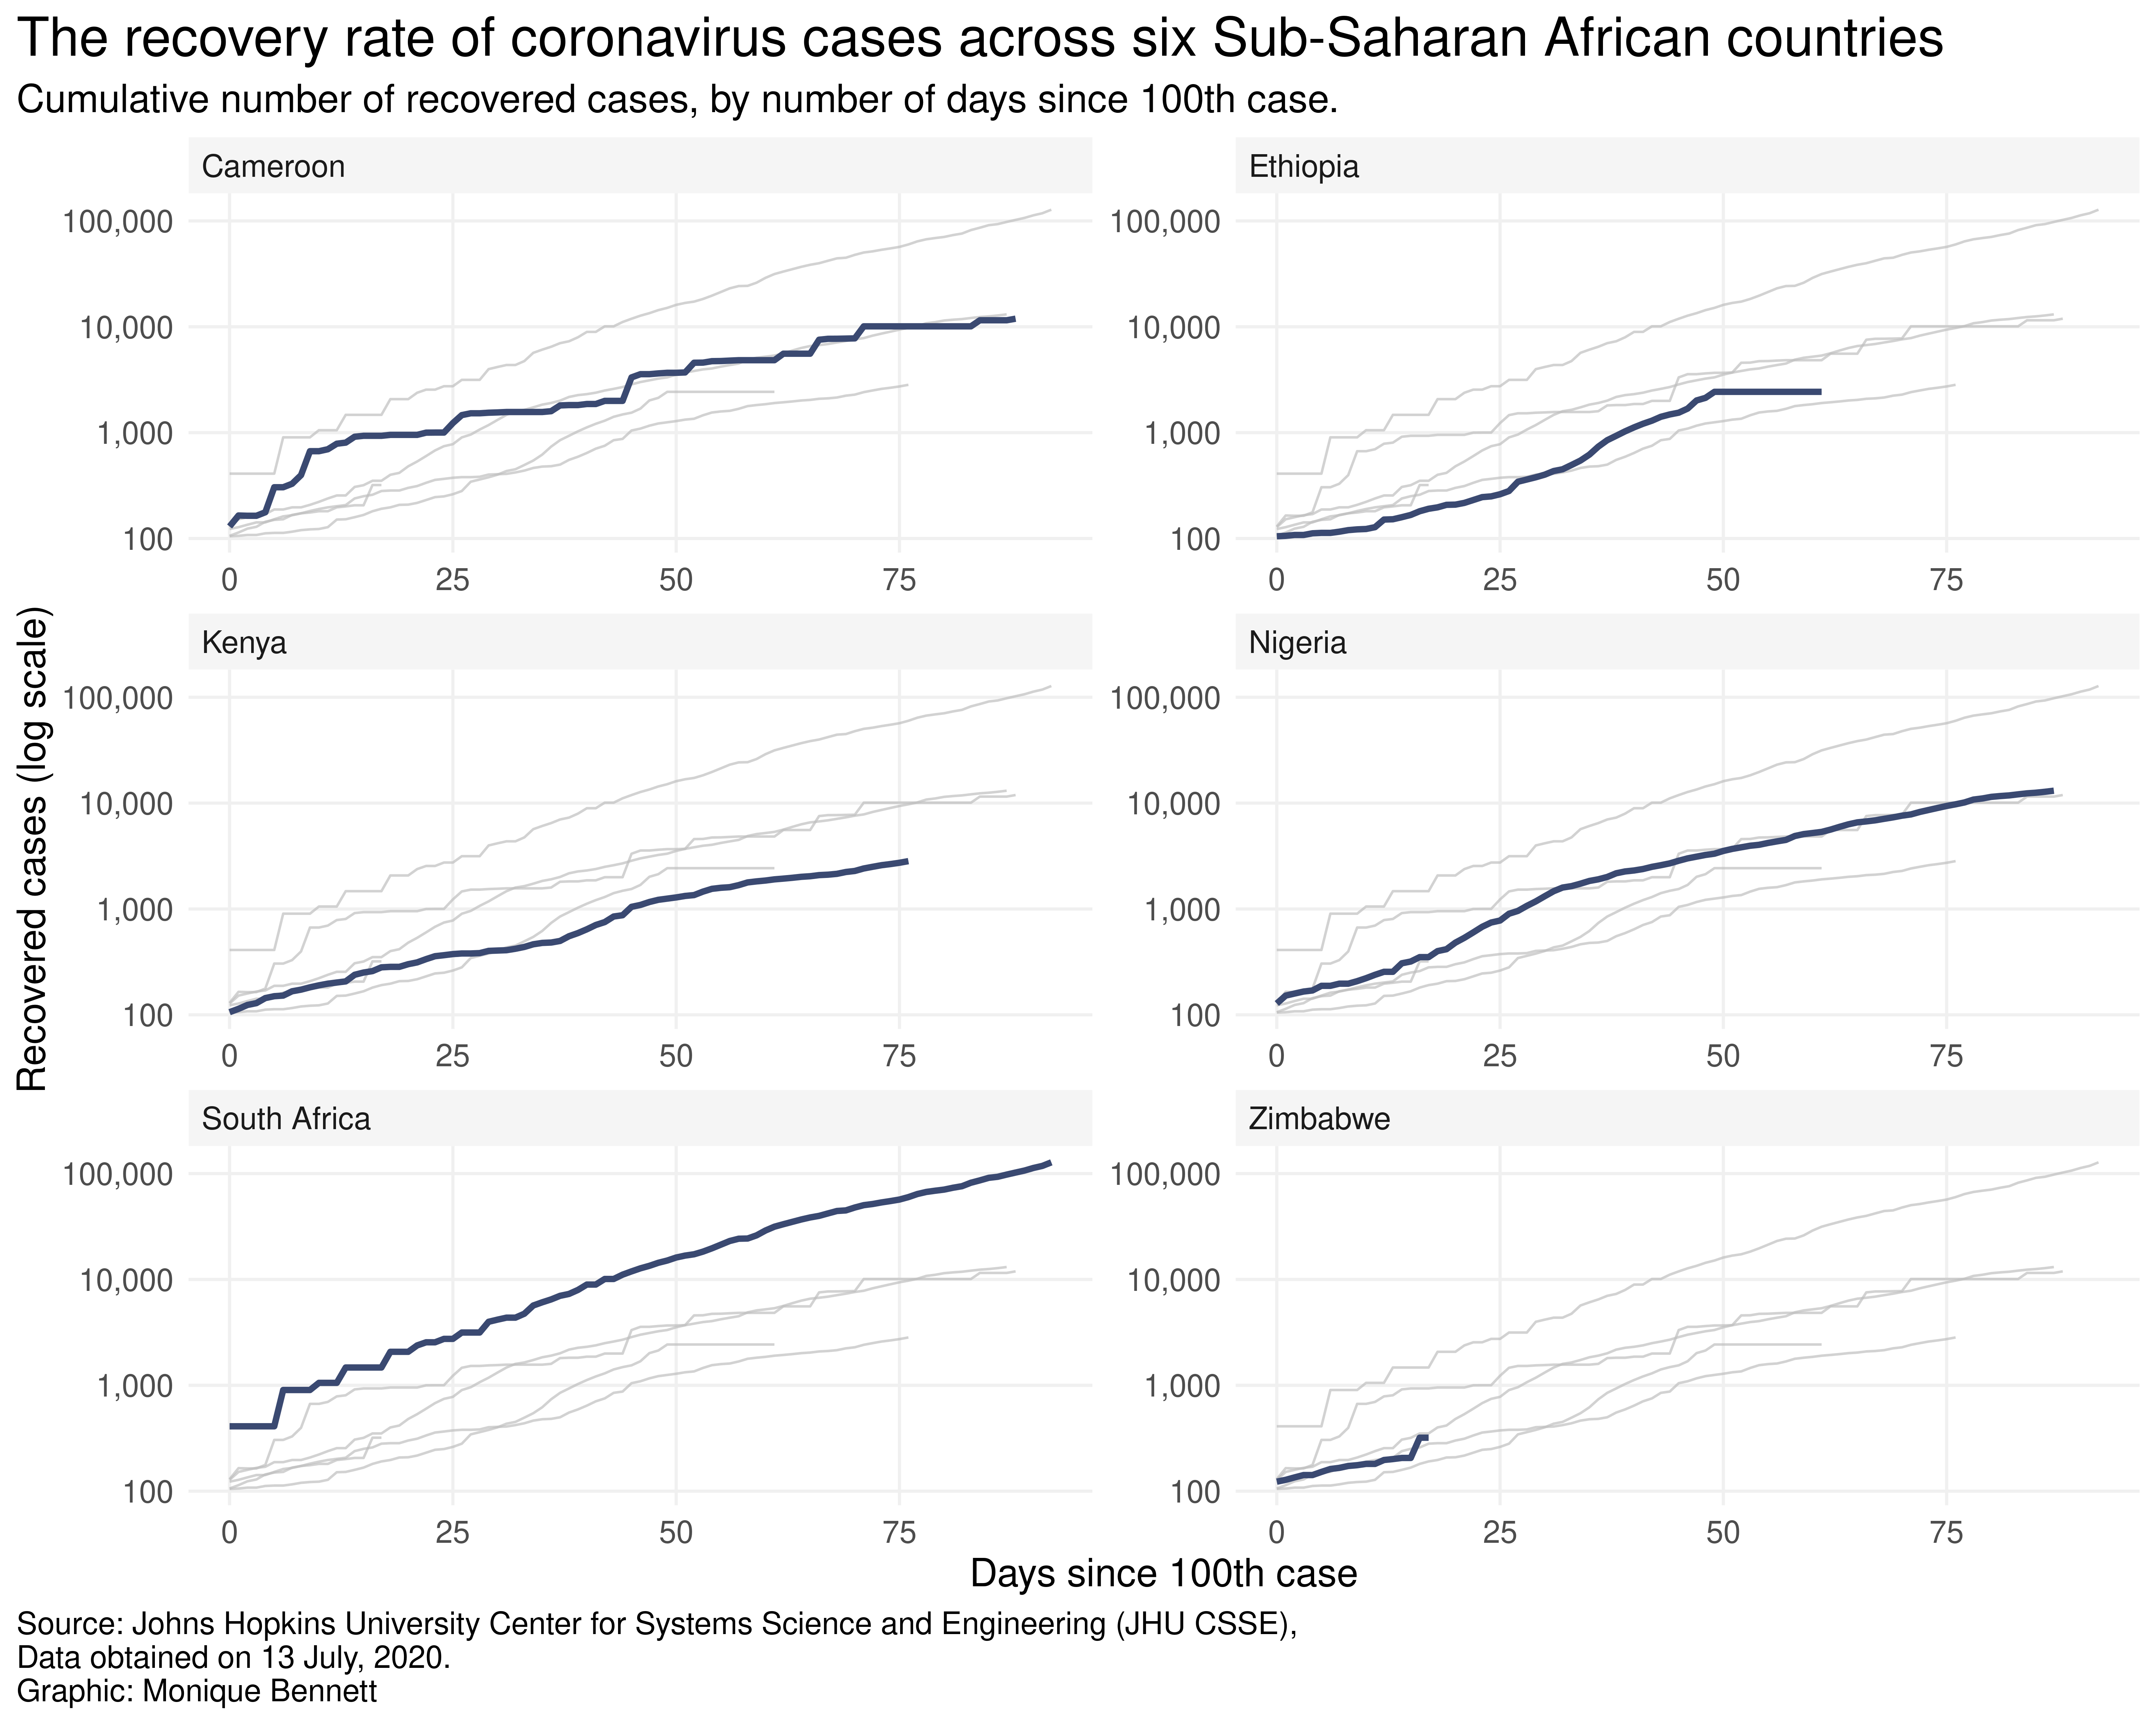 The recovery rate of coronavirus cases across six Sub-Saharan African countries
Cumulative number of recovered cases, by number of days since 100th case.
Cameroon
100,000
10,000
1,000
100
0 25 50 75
Ethiopia
100,000
10,000
1,000
100
0 25 50 75
Recovered cases (log scale)
Kenya
100,000
10,000
1,000
100
0 25 50 75
Nigeria
100,000
10,000
1,000
100
0 25 50 75
South Africa
100,000
10,000
1,000
100
0 25 50 75
Zimbabwe
100,000
10,000
1,000
100
0 25 50 75
Days since 100th case
Source: Johns Hopkins University Center for Systems Science and Engineering (JHU CSSE),
Data obtained on 13 July, 2020.
Graphic: Monique Bennett